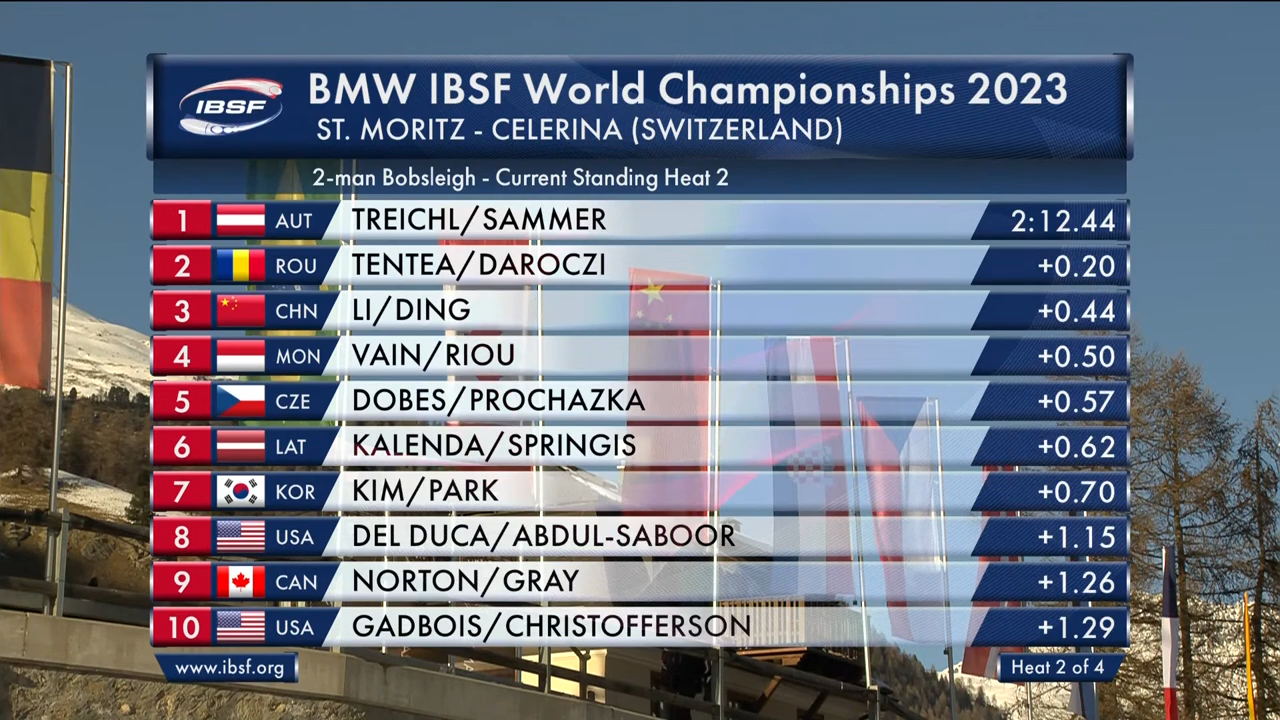 IBSF
BMW IBSF World Championships 2023
ST. MORITZ - CELERINA (SWITZERLAND)
2-man Bobsleigh - Current Standing Heat 2
1 AUT TREICHL/SAMMER 2:12.44
2 ROU TENTEA/DAROCZI +0.20
3 CHN LI/DING +0.44
4 MON VAIN/RIOU +0.50
5 CZE DOBES/PROCHAZKA +0.57
6 LAT KALENDA/SPRINGIS +0.62
7 KOR KIM/PARK +0.70
8 USA DEL DUCA/ABDUL-SABOOR +1.15
9 CAN NORTON/GRAY +1.26
10 USA GADBOIS/CHRISTOFFERSON +1.29
www.ibsf.org Heat 2 of 4